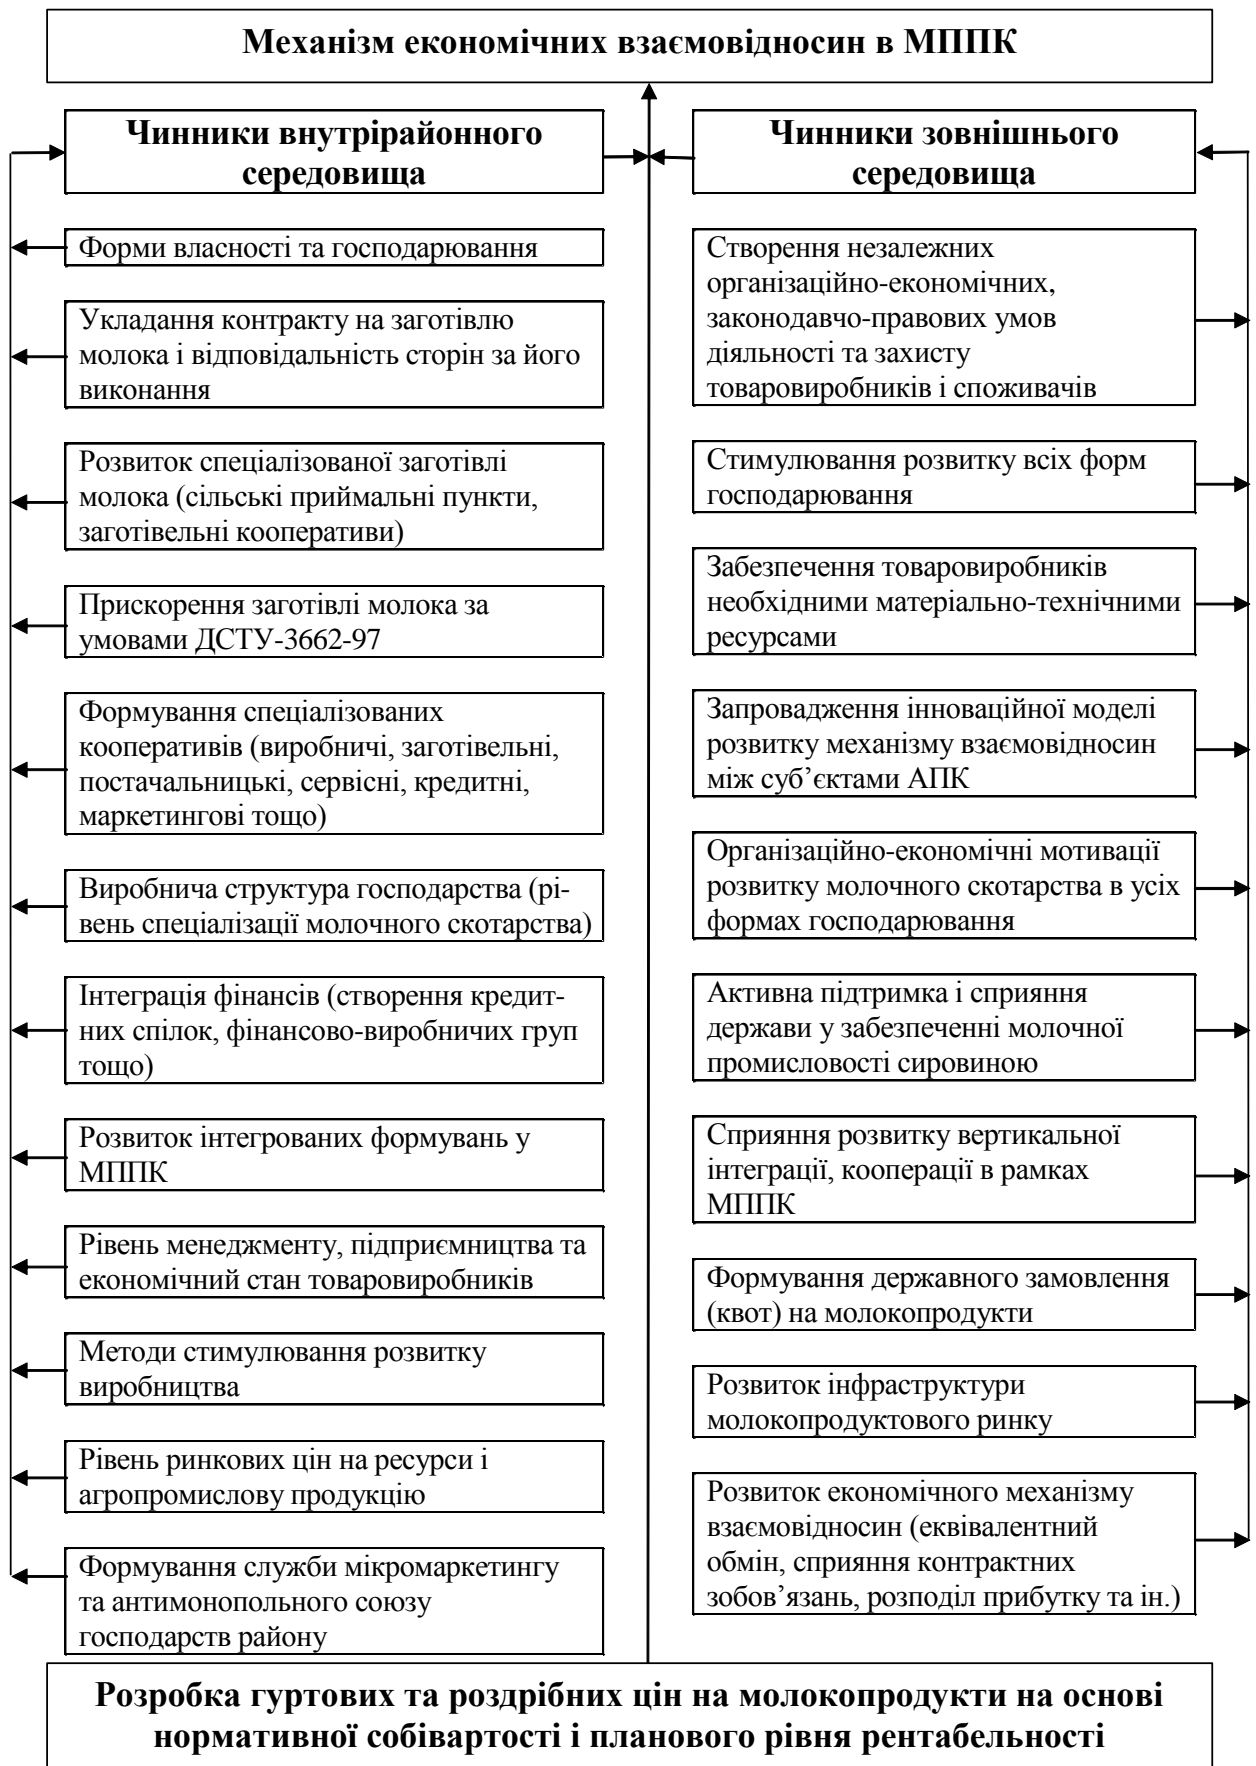 Механізм економічних взаємовідносин в МППК
Чинники внутрірайонного
середовища
Форми власності та господарювання
Укладання контракту на заготівлю
молока і відповідальність сторін за його
виконання
Розвиток спеціалізованої заготівлі
молока (сільські приймальні пункти,
заготівельні кооперативи)
Прискорення заготівлі молока за
умовами ДСТУ-3662-97
Формування спеціалізованих
кооперативів (виробничі, заготівельні,
постачальницькі, сервісні, кредитні,
маркетингові тощо)
Виробнича структура господарства (рі-
вень спеціалізації молочного скотарства)
Інтеграція фінансів (створення кредит-
них спілок, фінансово-виробничих груп
тощо)
Розвиток інтегрованих формувань у
МППК
Рівень менеджменту, підприємництва та
економічний стан товаровиробників
Методи стимулювання розвитку
виробництва
Рівень ринкових цін на ресурси і
агропромислову продукцію
Формування служби мікромаркетингу
та антимонопольного союзу
господарств району
Чинники зовнішнього
середовища
Створення незалежних
організаційно-економічних,
законодавчо-правових умов
діяльності та захисту
товаровиробників і споживачів
Стимулювання розвитку всіх форм
господарювання
Забезпечення товаровиробників
необхідними матеріально-технічними
ресурсами
Запровадження інноваційної моделі
розвитку механізму взаємовідносин
між суб’єктами АПК
Організаційно-економічні мотивації
розвитку молочного скотарства в усіх
формах господарювання
Активна підтримка і сприяння
держави у забезпеченні молочної
промисловості сировиною
Сприяння розвитку вертикальної
інтеграції, кооперації в рамках
МППК
Формування державного замовлення
(квот) на молокопродукти
Розвиток інфраструктури
молокопродуктового ринку
Розвиток економічного механізму
взаємовідносин (еквівалентний
обмін, сприяння контрактних
зобов’язань, розподіл прибутку та ін.)
Розробка гуртових та роздрібних цін на молокопродукти на основі
нормативної собівартості і планового рівня рентабельності